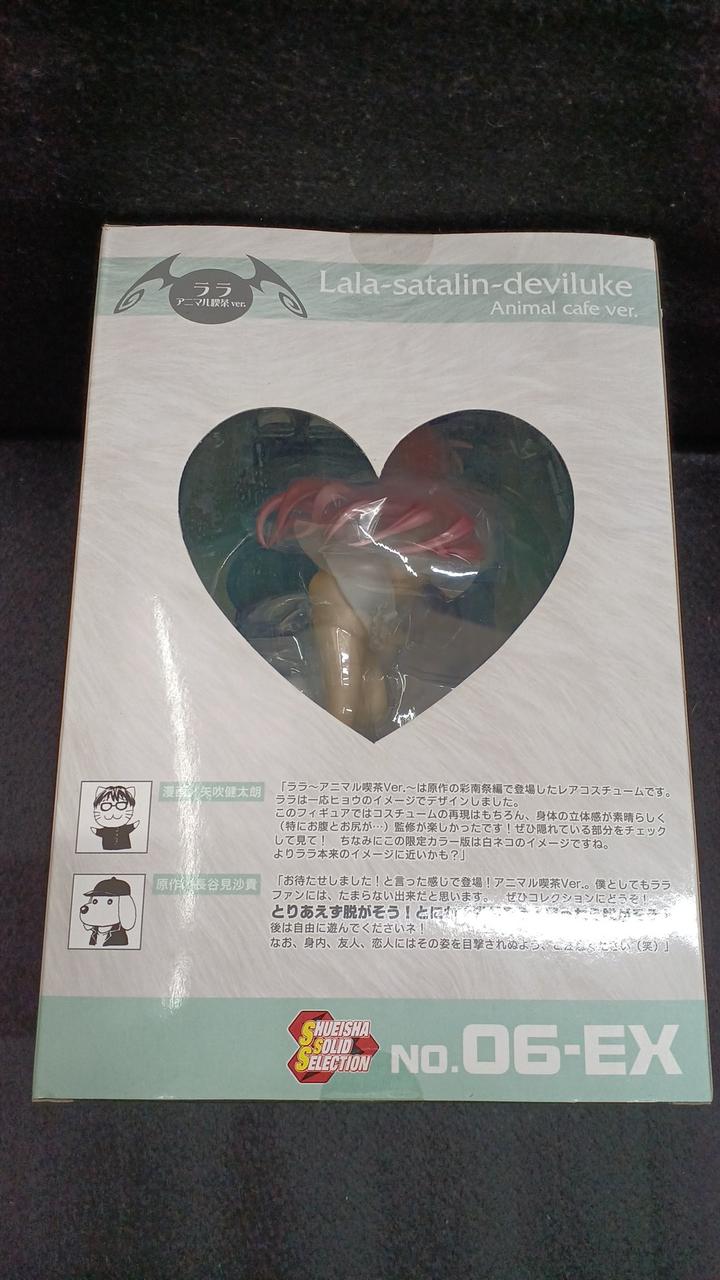 ララ
アニマル喫茶 ver.
Lala-satalin-deviluke
Animal cafe ver.
漫画／矢吹健太朗
「ララ〜アニマル喫茶Ver.〜は原作の彩南祭編で登場したレアコスチュームです。
ララは一応ヒョウのイメージでデザインしました。
このフィギュアではコスチュームの再現はもちろん、身体の立体感が素晴らしく
（特にお腹とお尻が…）監修が楽しかったです！ぜひ隠れている部分をチェック
して見て！　ちなみにこの限定カラー版は白ネコのイメージですね。
よりララ本来のイメージに近いかも？」
原作／長谷見沙貴
「お待たせしました！と言った感じで登場！アニマル喫茶Ver.。僕としてもララ
ファンには、たまらない出来だと思います。　ぜひコレクションにどうぞ！
とりあえず脱がそう！とに
後は自由に遊んでくださいネ！
なお、身内、友人、恋人にはその姿を目撃されぬよう、ご注意ください（笑）」
SHUEISHA
SOLID
SELECTION
NO.06-EX